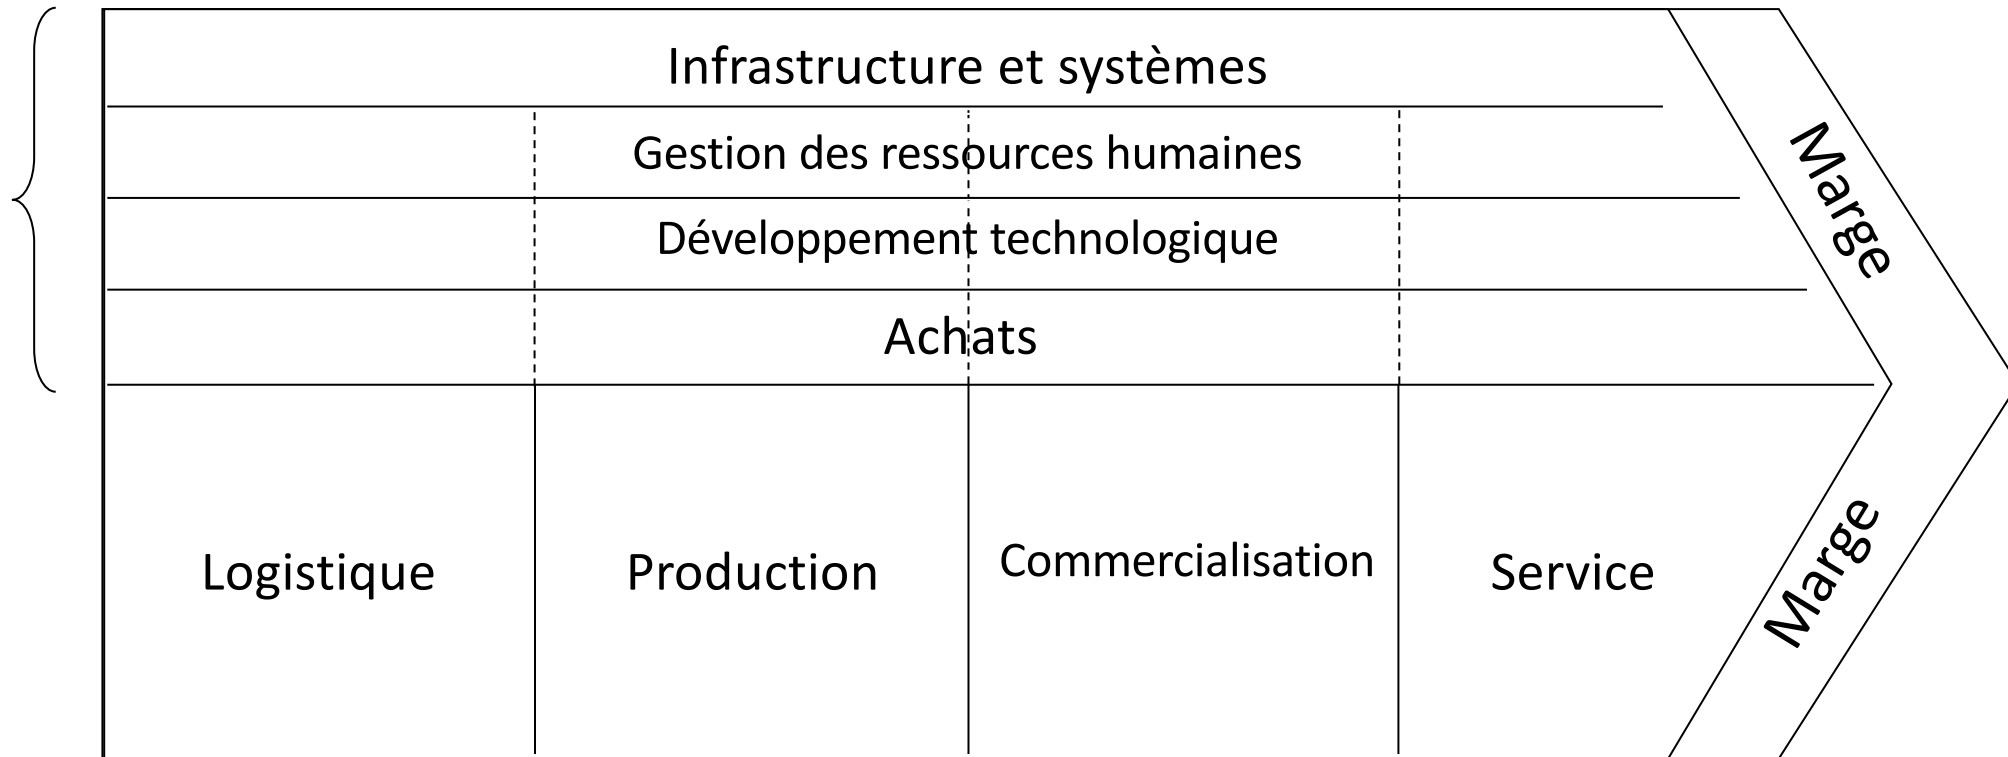 Infrastructure et systèmes
Gestion des ressources humaines
Développement technologique
Achats
Marge
Logistique
Production
Commercialisation
Service
Marge